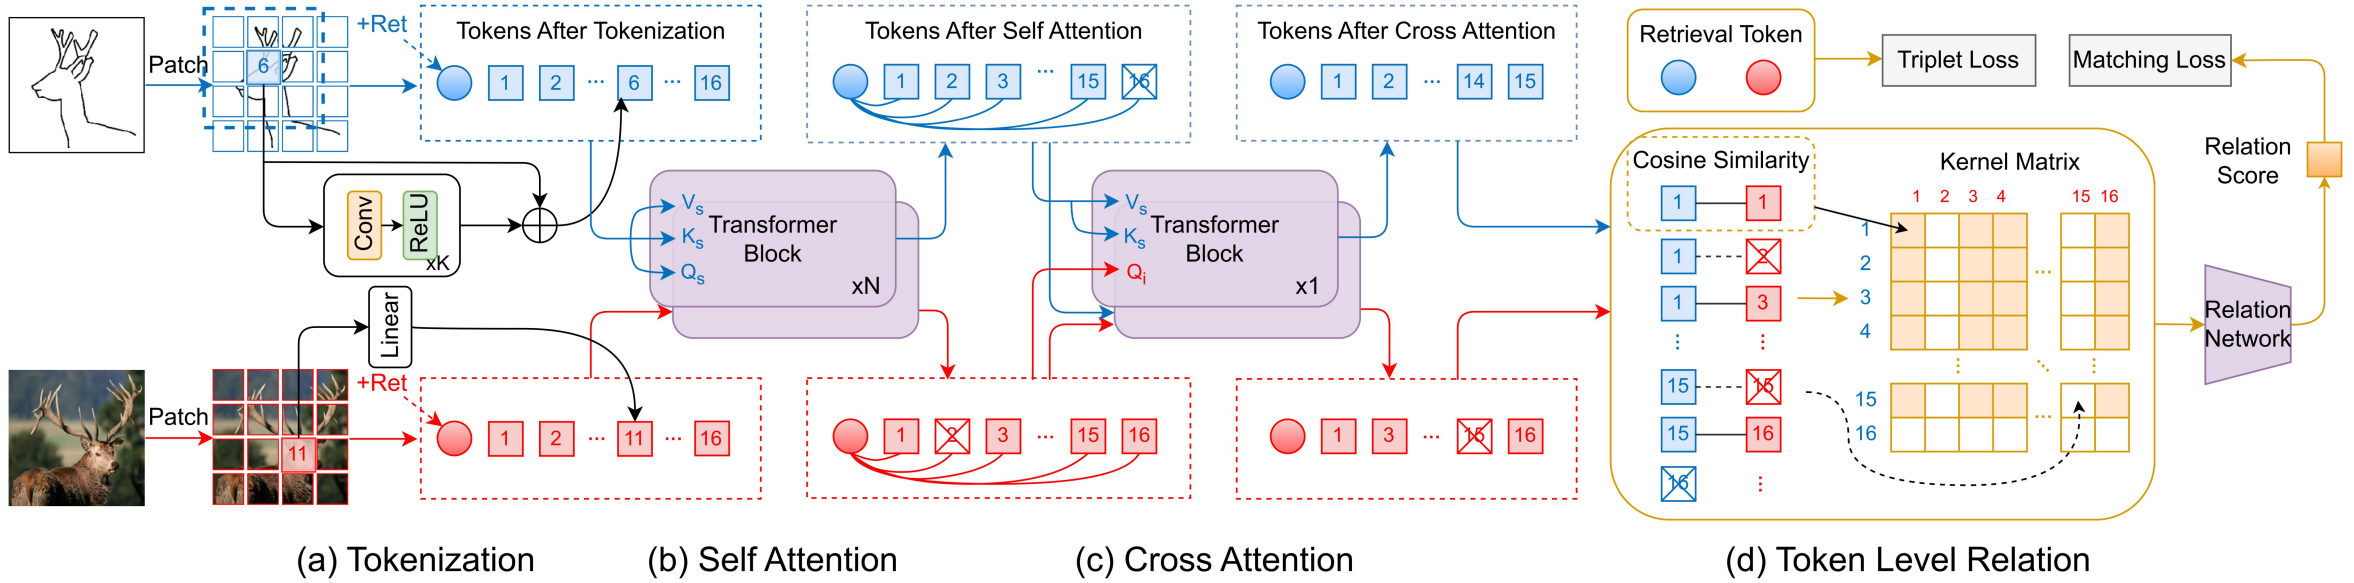 Patch
6
+Ret
Tokens After Tokenization
1 2 ... 6 ... 16
Conv
ReLU
xK
Linear
Patch
11
+Ret
1 2 ... 11 ... 16
(a) Tokenization
Tokens After Self Attention
1 2 3 ... 15 16
Vs
Ks
Qs
Transformer
Block
xN
1 2 3 ... 15 16
(b) Self Attention
Tokens After Cross Attention
1 2 ... 14 15
Vs
Ks
Qi
Transformer
Block
x1
1 3 ... 15 16
(c) Cross Attention
Retrieval Token
Triplet Loss
Matching Loss
Cosine Similarity
1 1
1 2
1 3
⋮ ⋮
15 15
15 16
16 ⋮
Kernel Matrix
1 2 3 4 15 16
1
2
3 ...
4
⋮ ⋱ ⋮
15
16 ...
Relation
Network
Relation
Score
(d) Token Level Relation